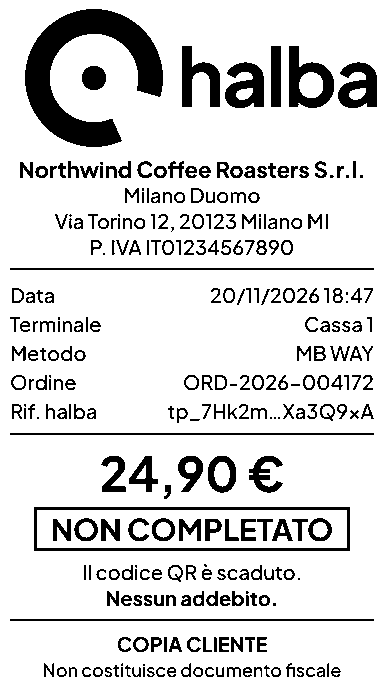 halba
Northwind Coffee Roasters S.r.l.
Milano Duomo
Via Torino 12, 20123 Milano MI
P. IVA IT01234567890
Data 20/11/2026 18:47
Terminale Cassa 1
Metodo MB WAY
Ordine ORD-2026-004172
Rif. halba tp_7Hk2m…Xa3Q9xA
24,90 €
NON COMPLETATO
Il codice QR è scaduto.
Nessun addebito.
COPIA CLIENTE
Non costituisce documento fiscale